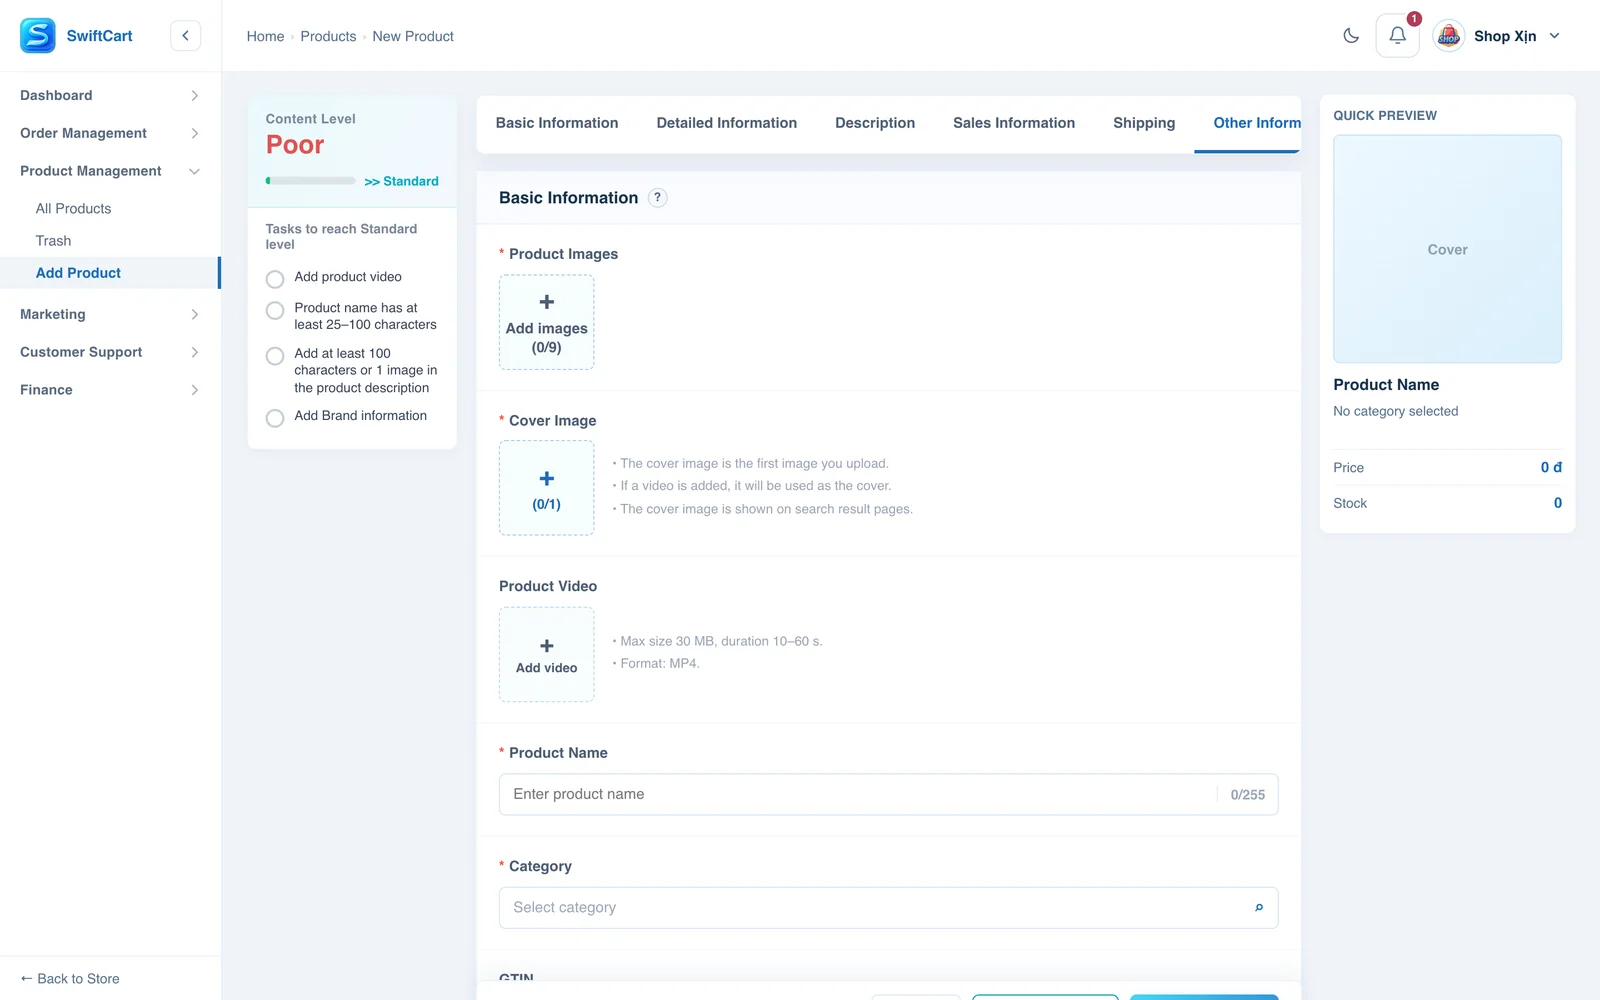 SwiftCart
Home › Products › New Product
1
Shop Xịn
Dashboard
Order Management
Product Management
All Products
Trash
Add Product
Marketing
Customer Support
Finance
← Back to Store
Content Level
Poor
>> Standard
Tasks to reach Standard
level
Add product video
Product name has at
least 25–100 characters
Add at least 100
characters or 1 image in
the product description
Add Brand information
Basic Information
Detailed Information
Description
Sales Information
Shipping
Other Inform
Basic Information ?
* Product Images
+
Add images
(0/9)
* Cover Image
+
(0/1)
• The cover image is the first image you upload.
• If a video is added, it will be used as the cover.
• The cover image is shown on search result pages.
Product Video
+
Add video
• Max size 30 MB, duration 10–60 s.
• Format: MP4.
* Product Name
Enter product name
0/255
* Category
Select category
GTIN
QUICK PREVIEW
Cover
Product Name
No category selected
Price
0 đ
Stock
0